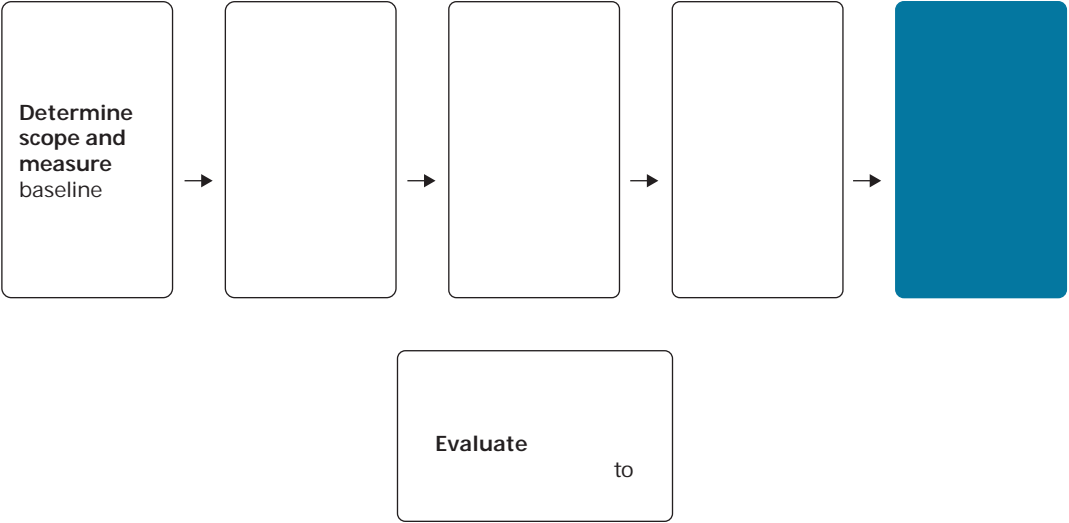 Determine
scope and
measure
baseline
Evaluate
to